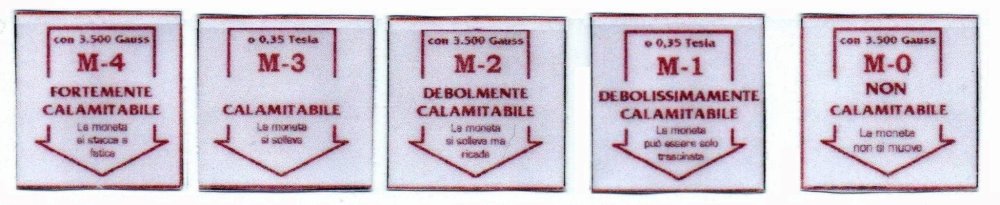 con 3.500 Gauss
M-4
FORTEMENTE
CALAMITABILE
La moneta
si stacca a
fatica
o 0,35 Tesla
M-3
CALAMITABILE
La moneta
si solleva
con 3.500 Gauss
M-2
DEBOLMENTE
CALAMITABILE
La moneta
si solleva ma
ricade
o 0,35 Tesla
M-1
DEBOLISSIMAMENTE
CALAMITABILE
La moneta
può essere solo
trascinata
con 3.500 Gauss
M-0
NON
CALAMITABILE
La moneta
non si muove